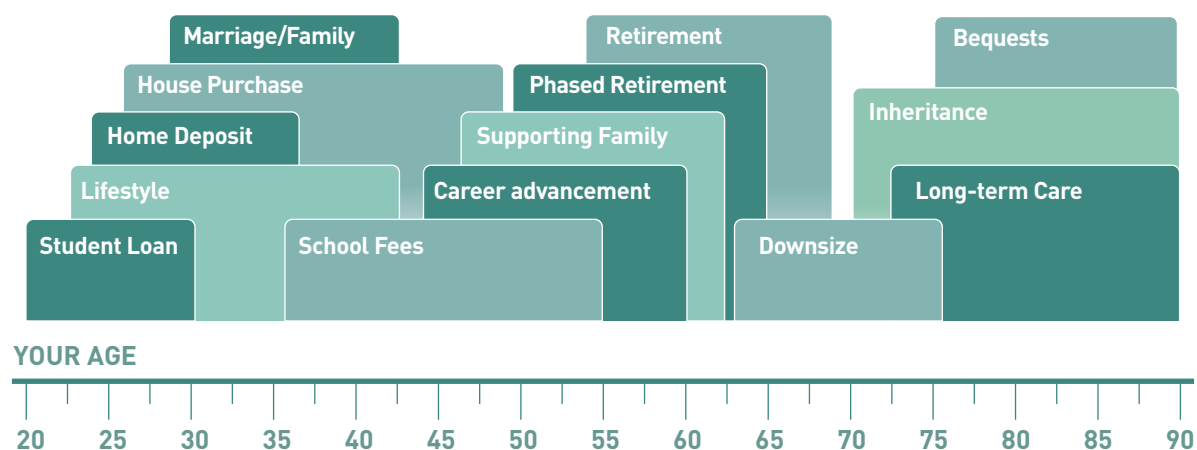 Marriage/Family
Retirement
Bequests
House Purchase
Phased Retirement
Inheritance
Home Deposit
Supporting Family
Lifestyle
Career advancement
Long-term Care
Student Loan
School Fees
Downsize
YOUR AGE
20 25 30 35 40 45 50 55 60 65 70 75 80 85 90